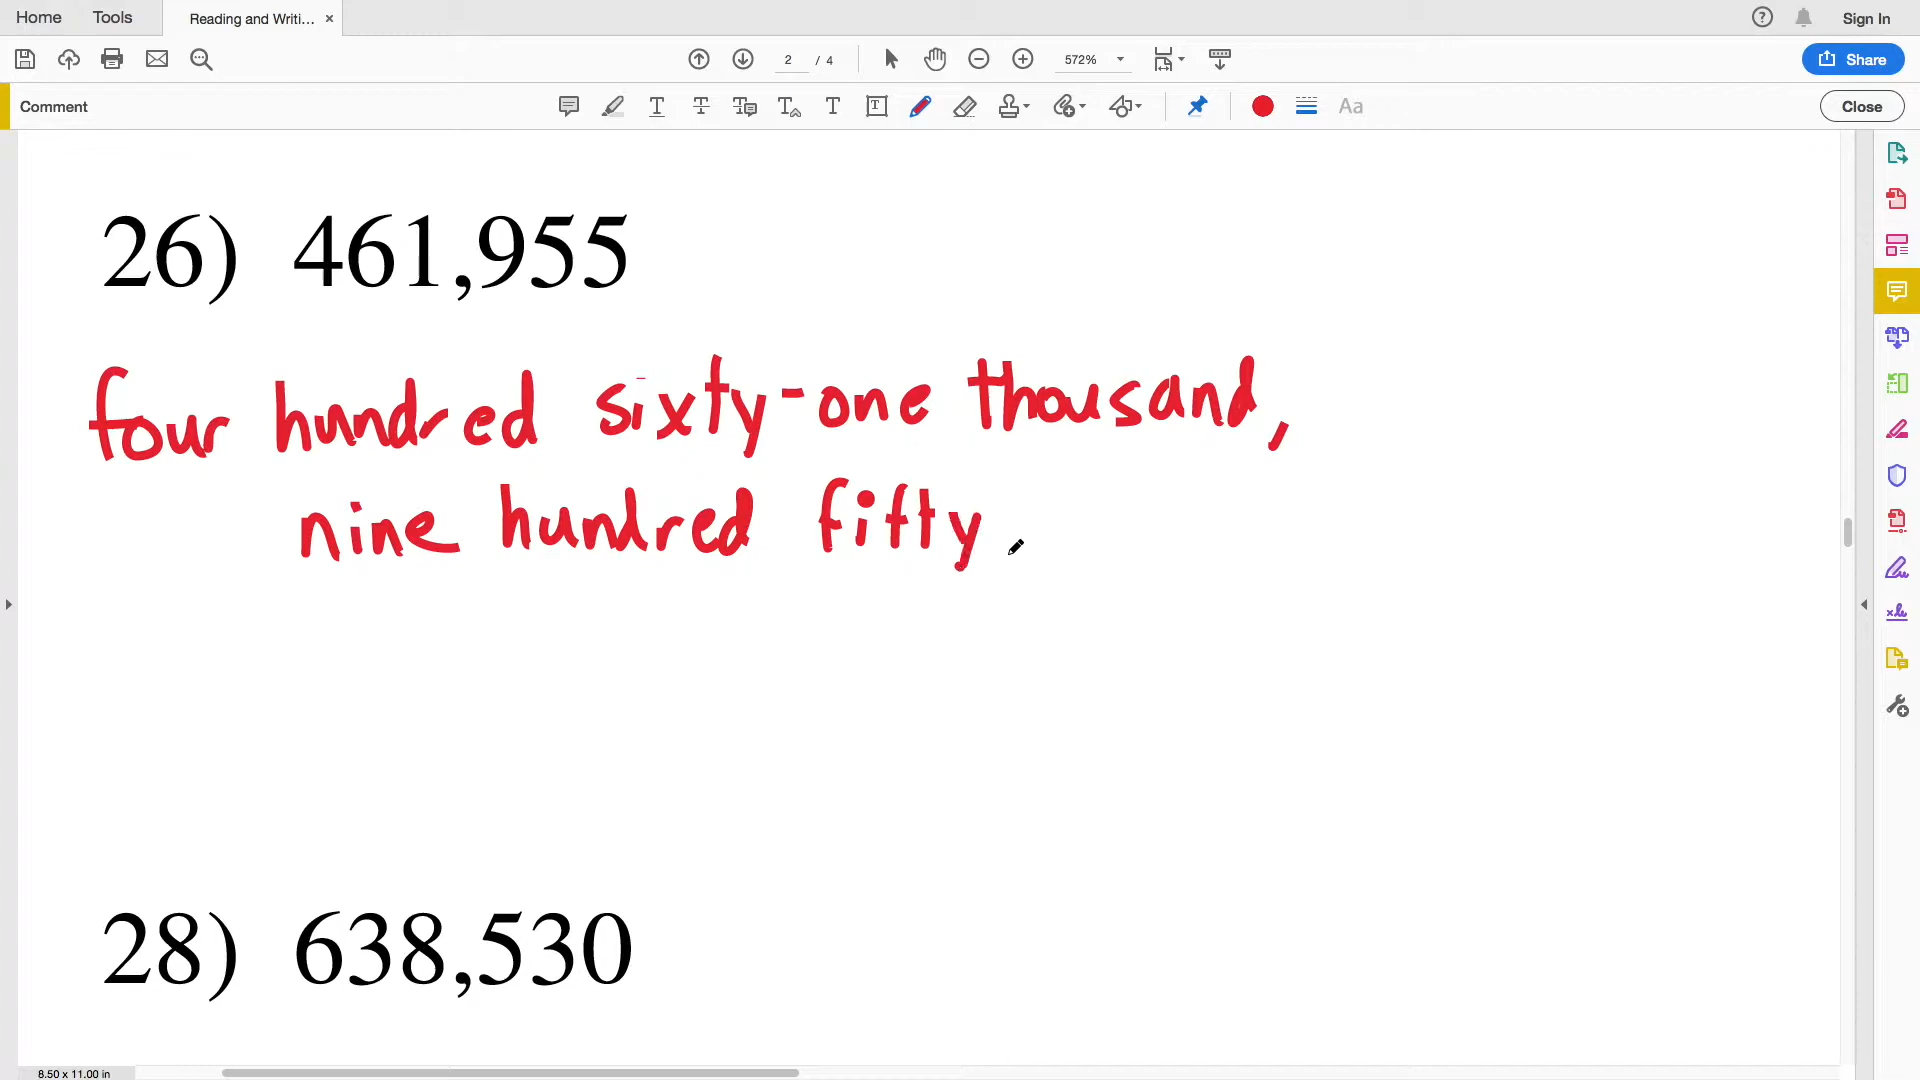 Home Tools Reading and Writi... × Sign In
2 / 4 572% Share
Comment Aa Close
26) 461,955
four hundred sixty-one thousand,
nine hundred fifty
28) 638,530
8.50 x 11.00 in